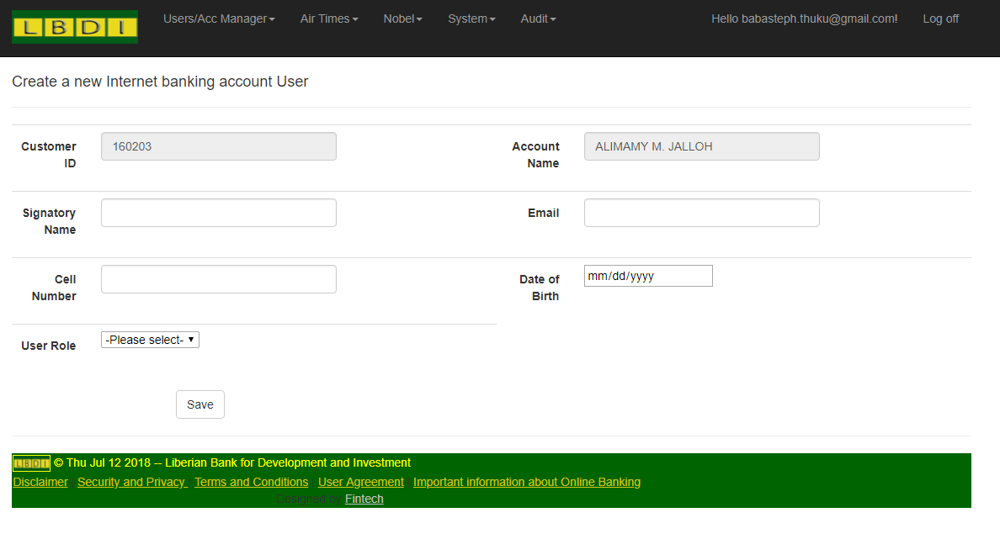 LBDI Users/Acc Manager Air Times Nobel System Audit Hello babasteph.thuku@gmail.com! Log off
Create a new Internet banking account User
Customer ID 160203 Account Name ALIMAMY M. JALLOH
Signatory Name Email
Cell Number Date of Birth mm/dd/yyyy
User Role -Please select-
Save
LBDI © Thu Jul 12 2018 -- Liberian Bank for Development and Investment
Disclaimer | Security and Privacy | Terms and Conditions | User Agreement | Important information about Online Banking
Designed by Fintech